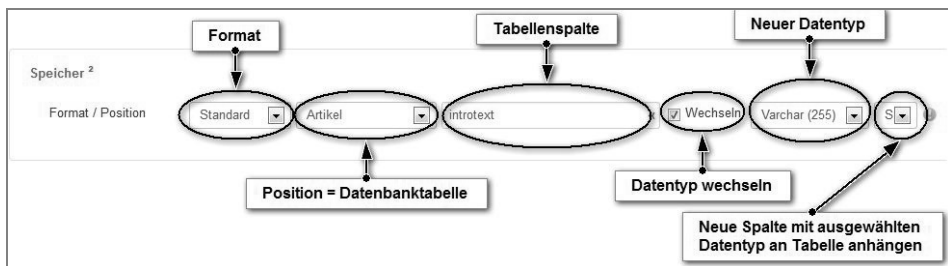 Format
Tabellenspalte
Neuer Datentyp
Speicher ²
Format / Position
Standard
Artikel
introtext
Wechseln
Varchar (255)
S
Position = Datenbanktabelle
Datentyp wechseln
Neue Spalte mit ausgewählten
Datentyp an Tabelle anhängen